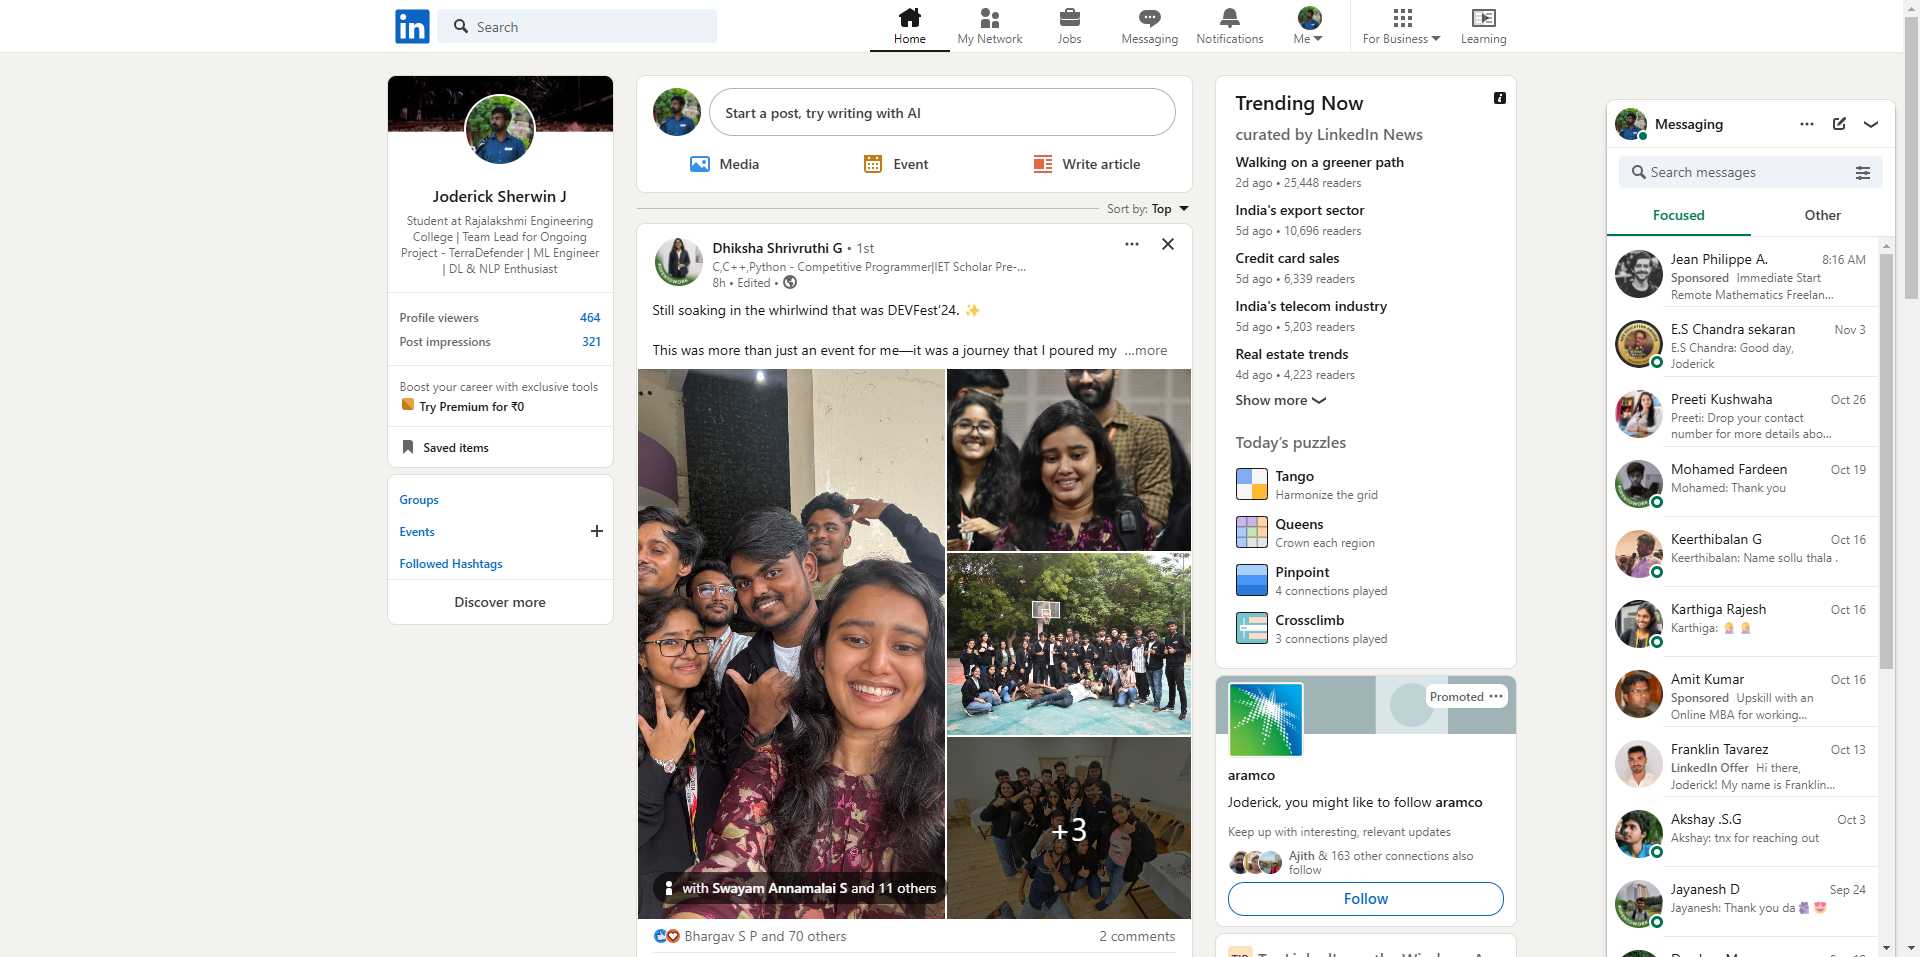 in
Search
Home
My Network
Jobs
Messaging
Notifications
Me
For Business
Learning
Joderick Sherwin J
Student at Rajalakshmi Engineering
College | Team Lead for Ongoing
Project - TerraDefender | ML Engineer
| DL & NLP Enthusiast
Profile viewers 464
Post impressions 321
Boost your career with exclusive tools
Try Premium for ₹0
Saved items
Groups
Events
Followed Hashtags
Discover more
Start a post, try writing with AI
Media
Event
Write article
Sort by: Top
Dhiksha Shrivruthi G • 1st
C,C++,Python - Competitive Programmer|IET Scholar Pre-...
8h • Edited •
Still soaking in the whirlwind that was DEVFest'24. ✨
This was more than just an event for me—it was a journey that I poured my ...more
+3
with Swayam Annamalai S and 11 others
Bhargav S P and 70 others
2 comments
Trending Now
curated by LinkedIn News
Walking on a greener path
2d ago • 25,448 readers
India's export sector
5d ago • 10,696 readers
Credit card sales
5d ago • 6,339 readers
India's telecom industry
5d ago • 5,203 readers
Real estate trends
4d ago • 4,223 readers
Show more
Today's puzzles
Tango
Harmonize the grid
Queens
Crown each region
Pinpoint
4 connections played
Crossclimb
3 connections played
Promoted
aramco
Joderick, you might like to follow aramco
Keep up with interesting, relevant updates
Ajith & 163 other connections also
follow
Follow
Messaging
Search messages
Focused
Other
Jean Philippe A. 8:16 AM
Sponsored Immediate Start
Remote Mathematics Freelan...
E.S Chandra sekaran Nov 3
E.S Chandra: Good day,
Joderick
Preeti Kushwaha Oct 26
Preeti: Drop your contact
number for more details abo...
Mohamed Fardeen Oct 19
Mohamed: Thank you
Keerthibalan G Oct 16
Keerthibalan: Name sollu thala .
Karthiga Rajesh Oct 16
Karthiga:
Amit Kumar Oct 16
Sponsored Upskill with an
Online MBA for working...
Franklin Tavarez Oct 13
LinkedIn Offer Hi there,
Joderick! My name is Franklin...
Akshay .S.G Oct 3
Akshay: tnx for reaching out
Jayanesh D Sep 24
Jayanesh: Thank you da